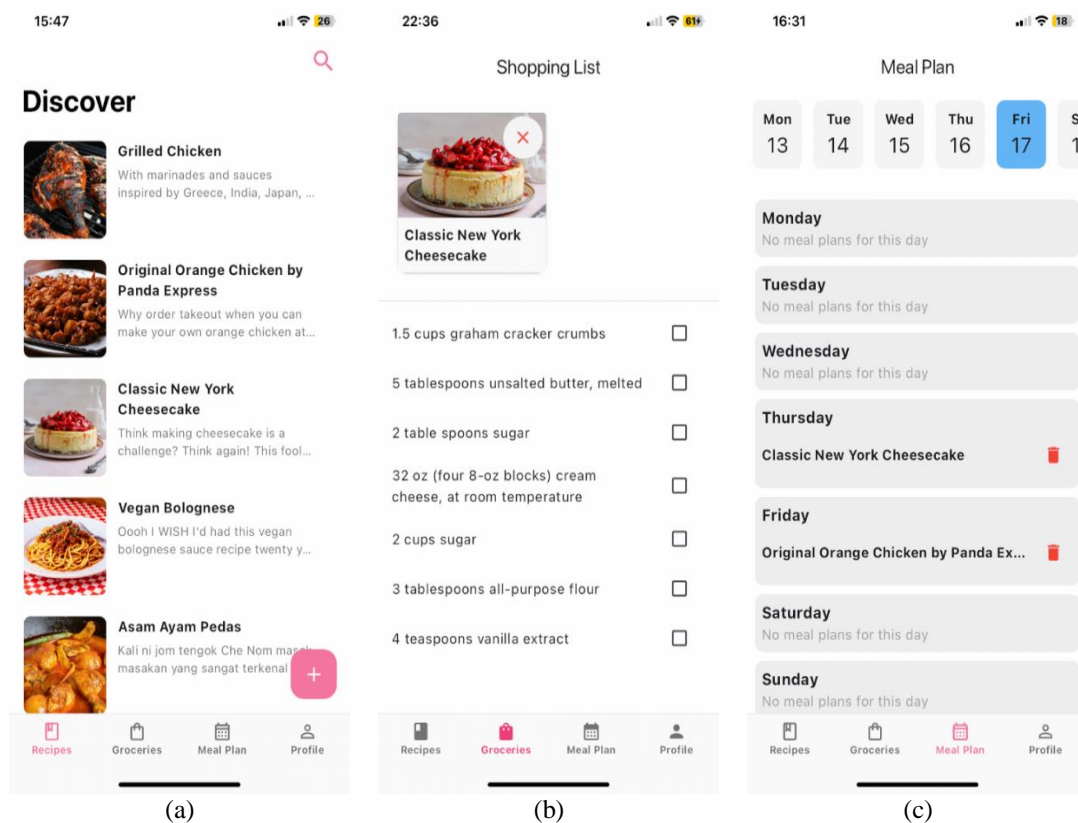 15:47
26
Discover
Grilled Chicken
With marinades and sauces
inspired by Greece, India, Japan, ...
Original Orange Chicken by
Panda Express
Why order takeout when you can
make your own orange chicken at...
Classic New York
Cheesecake
Think making cheesecake is a
challenge? Think again! This fool...
Vegan Bolognese
Oooh I WISH I'd had this vegan
bolognese sauce recipe twenty y...
Asam Ayam Pedas
Kali ni jom tengok Che Nom masak
masakan yang sangat terkenal
+
Recipes Groceries Meal Plan Profile
(a)
22:36
61
Shopping List
Classic New York
Cheesecake
1.5 cups graham cracker crumbs
5 tablespoons unsalted butter, melted
2 table spoons sugar
32 oz (four 8-oz blocks) cream
cheese, at room temperature
2 cups sugar
3 tablespoons all-purpose flour
4 teaspoons vanilla extract
Recipes Groceries Meal Plan Profile
(b)
16:31
18
Meal Plan
Mon Tue Wed Thu Fri S
13 14 15 16 17 1
Monday
No meal plans for this day
Tuesday
No meal plans for this day
Wednesday
No meal plans for this day
Thursday
Classic New York Cheesecake
Friday
Original Orange Chicken by Panda Ex...
Saturday
No meal plans for this day
Sunday
No meal plans for this day
Recipes Groceries Meal Plan Profile
(c)